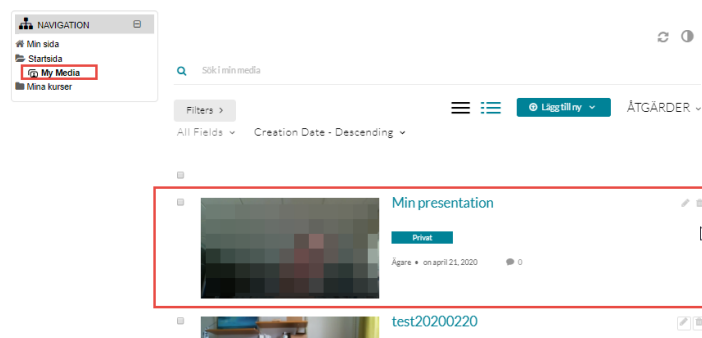 NAVIGATION
Min sida
Startsida
My Media
Mina kurser
Sök i min media
Filters >
Lägg till ny
ÅTGÄRDER
All Fields
Creation Date - Descending
Min presentation
Privat
Ägare • on april 21, 2020 0
test20200220